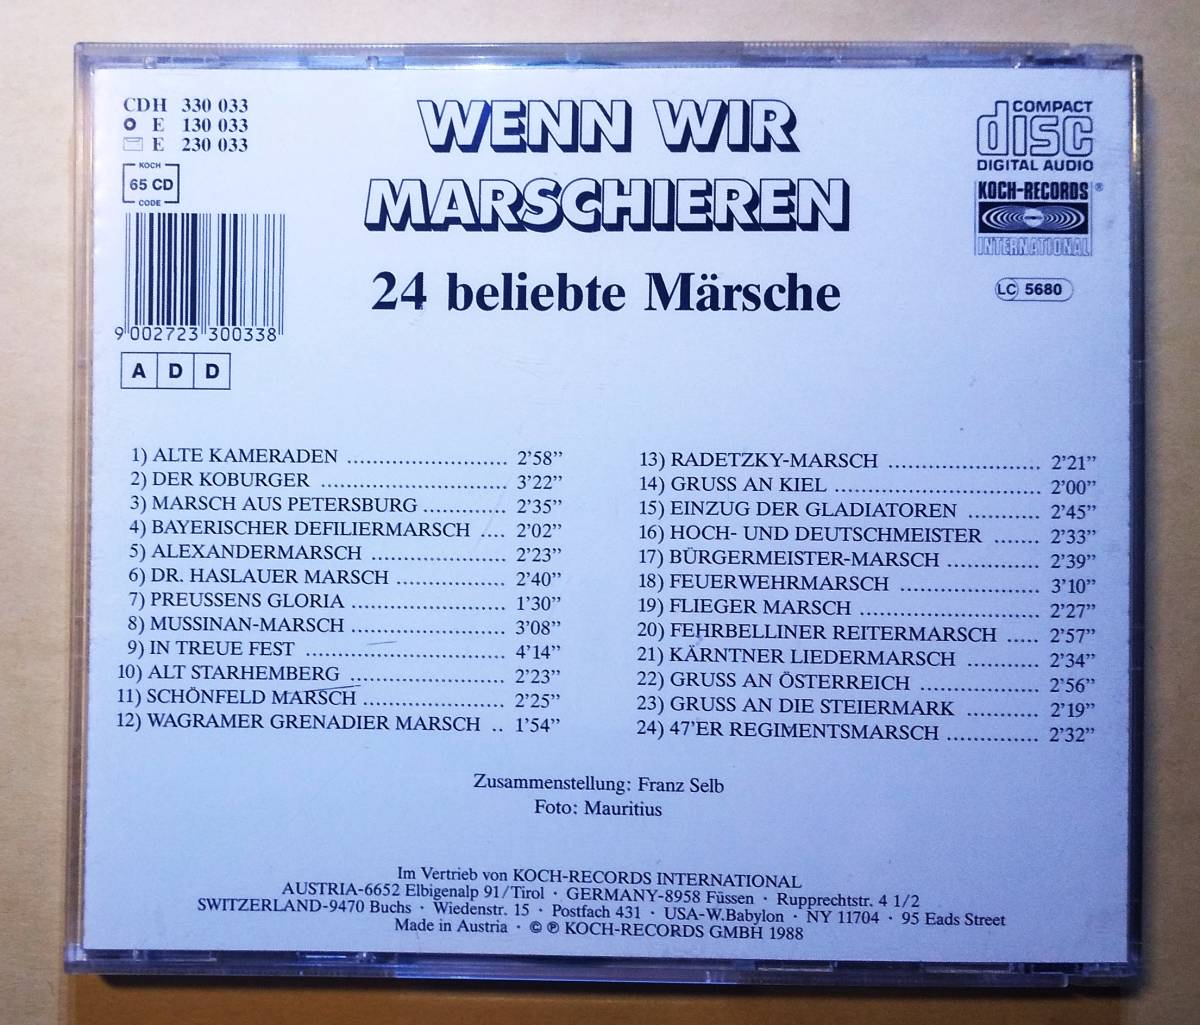 CDH 330 033
E 130 033
E 230 033
KOCH
65 CD
CODE
9 002723 300338
A D D
WENN WIR
MARSCHIEREN
24 beliebte Märsche
COMPACT
disc
DIGITAL AUDIO
KOCH-RECORDS®
INTERNATIONAL
LC 5680
1) ALTE KAMERADEN ........................ 2'58"
2) DER KOBURGER ............................ 3'22"
3) MARSCH AUS PETERSBURG ............ 2'35"
4) BAYERISCHER DEFILIERMARSCH .... 2'02"
5) ALEXANDERMARSCH .................... 2'23"
6) DR. HASLAUER MARSCH ................ 2'40"
7) PREUSSENS GLORIA ....................... 1'30"
8) MUSSINAN-MARSCH ....................... 3'08"
9) IN TREUE FEST .............................. 4'14"
10) ALT STARHEMBERG ....................... 2'23"
11) SCHÖNFELD MARSCH ..................... 2'25"
12) WAGRAMER GRENADIER MARSCH .. 1'54"
13) RADETZKY-MARSCH ....................... 2'21"
14) GRUSS AN KIEL ............................... 2'00"
15) EINZUG DER GLADIATOREN ........... 2'45"
16) HOCH- UND DEUTSCHMEISTER ....... 2'33"
17) BÜRGERMEISTER-MARSCH .............. 2'39"
18) FEUERWEHRMARSCH ..................... 3'10"
19) FLIEGER MARSCH ........................... 2'27"
20) FEHRBELLINER REITERMARSCH ..... 2'57"
21) KÄRNTNER LIEDERMARSCH ........... 2'34"
22) GRUSS AN ÖSTERREICH .................. 2'56"
23) GRUSS AN DIE STEIERMARK ........... 2'19"
24) 47'ER REGIMENTSMARSCH .............. 2'32"
Zusammenstellung: Franz Selb
Foto: Mauritius
Im Vertrieb von KOCH-RECORDS INTERNATIONAL
AUSTRIA-6652 Elbigenalp 91/Tirol · GERMANY-8958 Füssen · Rupprechtstr. 4 1/2
SWITZERLAND-9470 Buchs · Wiedenstr. 15 · Postfach 431 · USA-W.Babylon · NY 11704 · 95 Eads Street
Made in Austria · © ℗ KOCH-RECORDS GMBH 1988